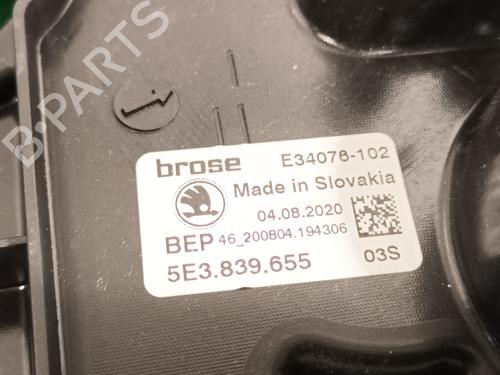 B-PARTS
brose E34078-102
Made in Slovakia
04.08.2020
BEP 46_200804.194306
5E3.839.655 03S